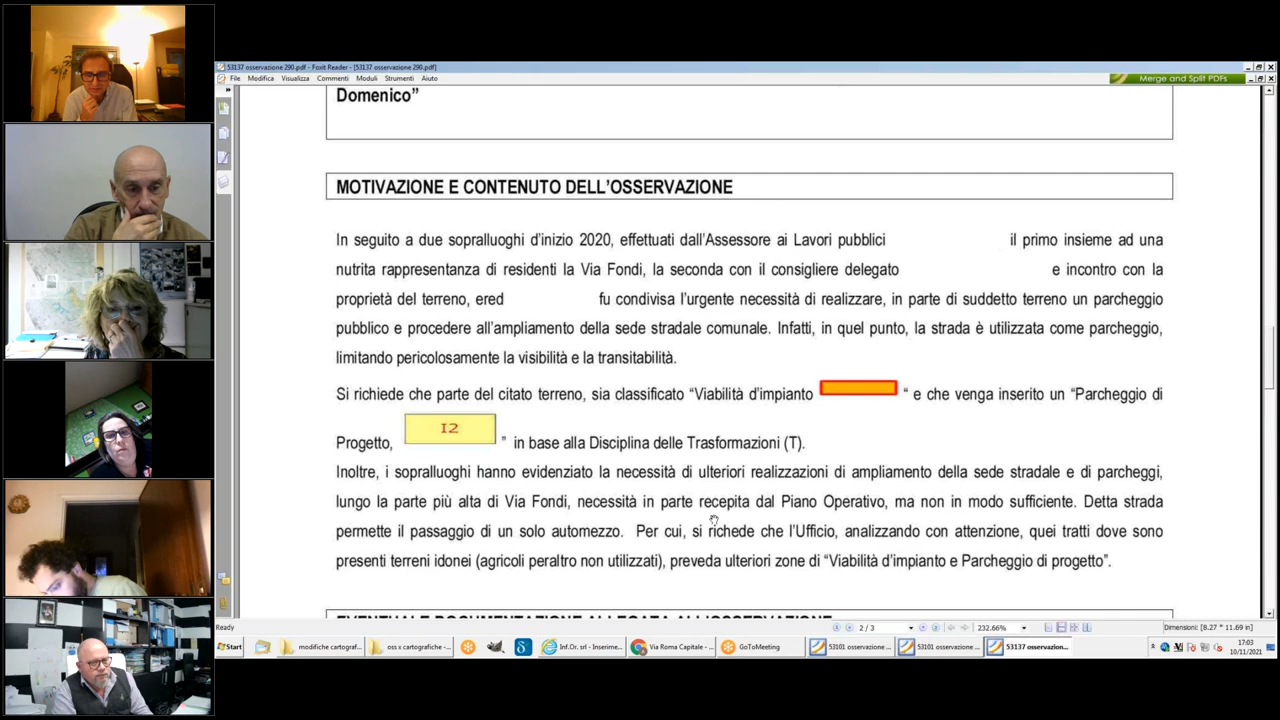 53137 osservazione 290.pdf - Foxit Reader - [53137 osservazione 290.pdf]
File Modifica Visualizza Commenti Moduli Strumenti Aiuto
Merge and Split PDFs
Domenico”
MOTIVAZIONE E CONTENUTO DELL’OSSERVAZIONE
In seguito a due sopralluoghi d’inizio 2020, effettuati dall’Assessore ai Lavori pubblici il primo insieme ad una
nutrita rappresentanza di residenti la Via Fondi, la seconda con il consigliere delegato e incontro con la
proprietà del terreno, ered fu condivisa l’urgente necessità di realizzare, in parte di suddetto terreno un parcheggio
pubblico e procedere all’ampliamento della sede stradale comunale. Infatti, in quel punto, la strada è utilizzata come parcheggio,
limitando pericolosamente la visibilità e la transitabilità.
Si richiede che parte del citato terreno, sia classificato “Viabilità d’impianto “ e che venga inserito un “Parcheggio di
Progetto, I2 ” in base alla Disciplina delle Trasformazioni (T).
Inoltre, i sopralluoghi hanno evidenziato la necessità di ulteriori realizzazioni di ampliamento della sede stradale e di parcheggi,
lungo la parte più alta di Via Fondi, necessità in parte recepita dal Piano Operativo, ma non in modo sufficiente. Detta strada
permette il passaggio di un solo automezzo. Per cui, si richede che l’Ufficio, analizzando con attenzione, quei tratti dove sono
presenti terreni idonei (agricoli peraltro non utilizzati), preveda ulteriori zone di “Viabilità d’impianto e Parcheggio di progetto”.
EVENTUALE DOCUMENTAZIONE ALLEGATA ALL’OSSERVAZIONE
Ready
2 / 3
232.66%
Dimensioni: [8.27 * 11.69 in]
Start
modifiche cartograf...
oss x cartografiche -...
Inf.Or. srl - Inserime...
Via Roma Capitale - ...
GoToMeeting
53101 osservazione ...
53101 osservazione ...
53137 osservazion...
17:03
10/11/2021